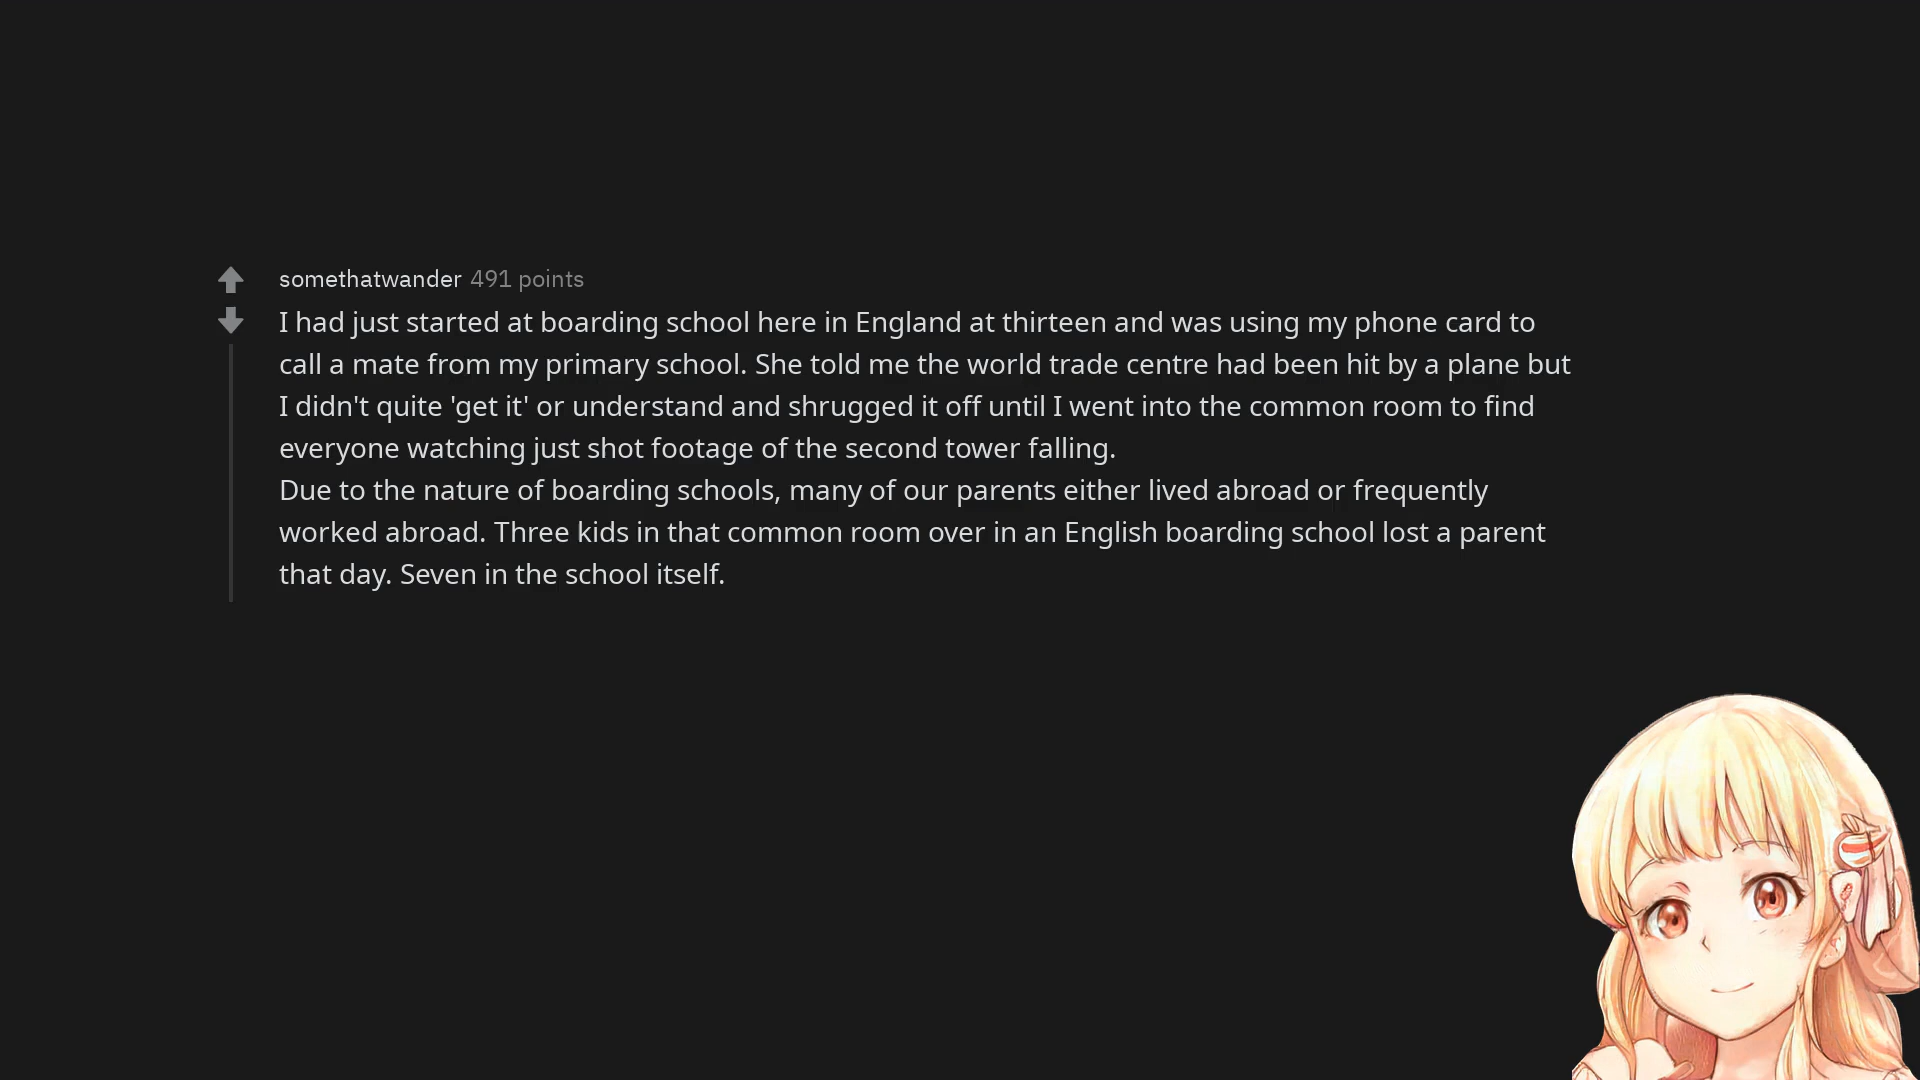 somethatwander 491 points
I had just started at boarding school here in England at thirteen and was using my phone card to
call a mate from my primary school. She told me the world trade centre had been hit by a plane but
I didn't quite 'get it' or understand and shrugged it off until I went into the common room to find
everyone watching just shot footage of the second tower falling.
Due to the nature of boarding schools, many of our parents either lived abroad or frequently
worked abroad. Three kids in that common room over in an English boarding school lost a parent
that day. Seven in the school itself.